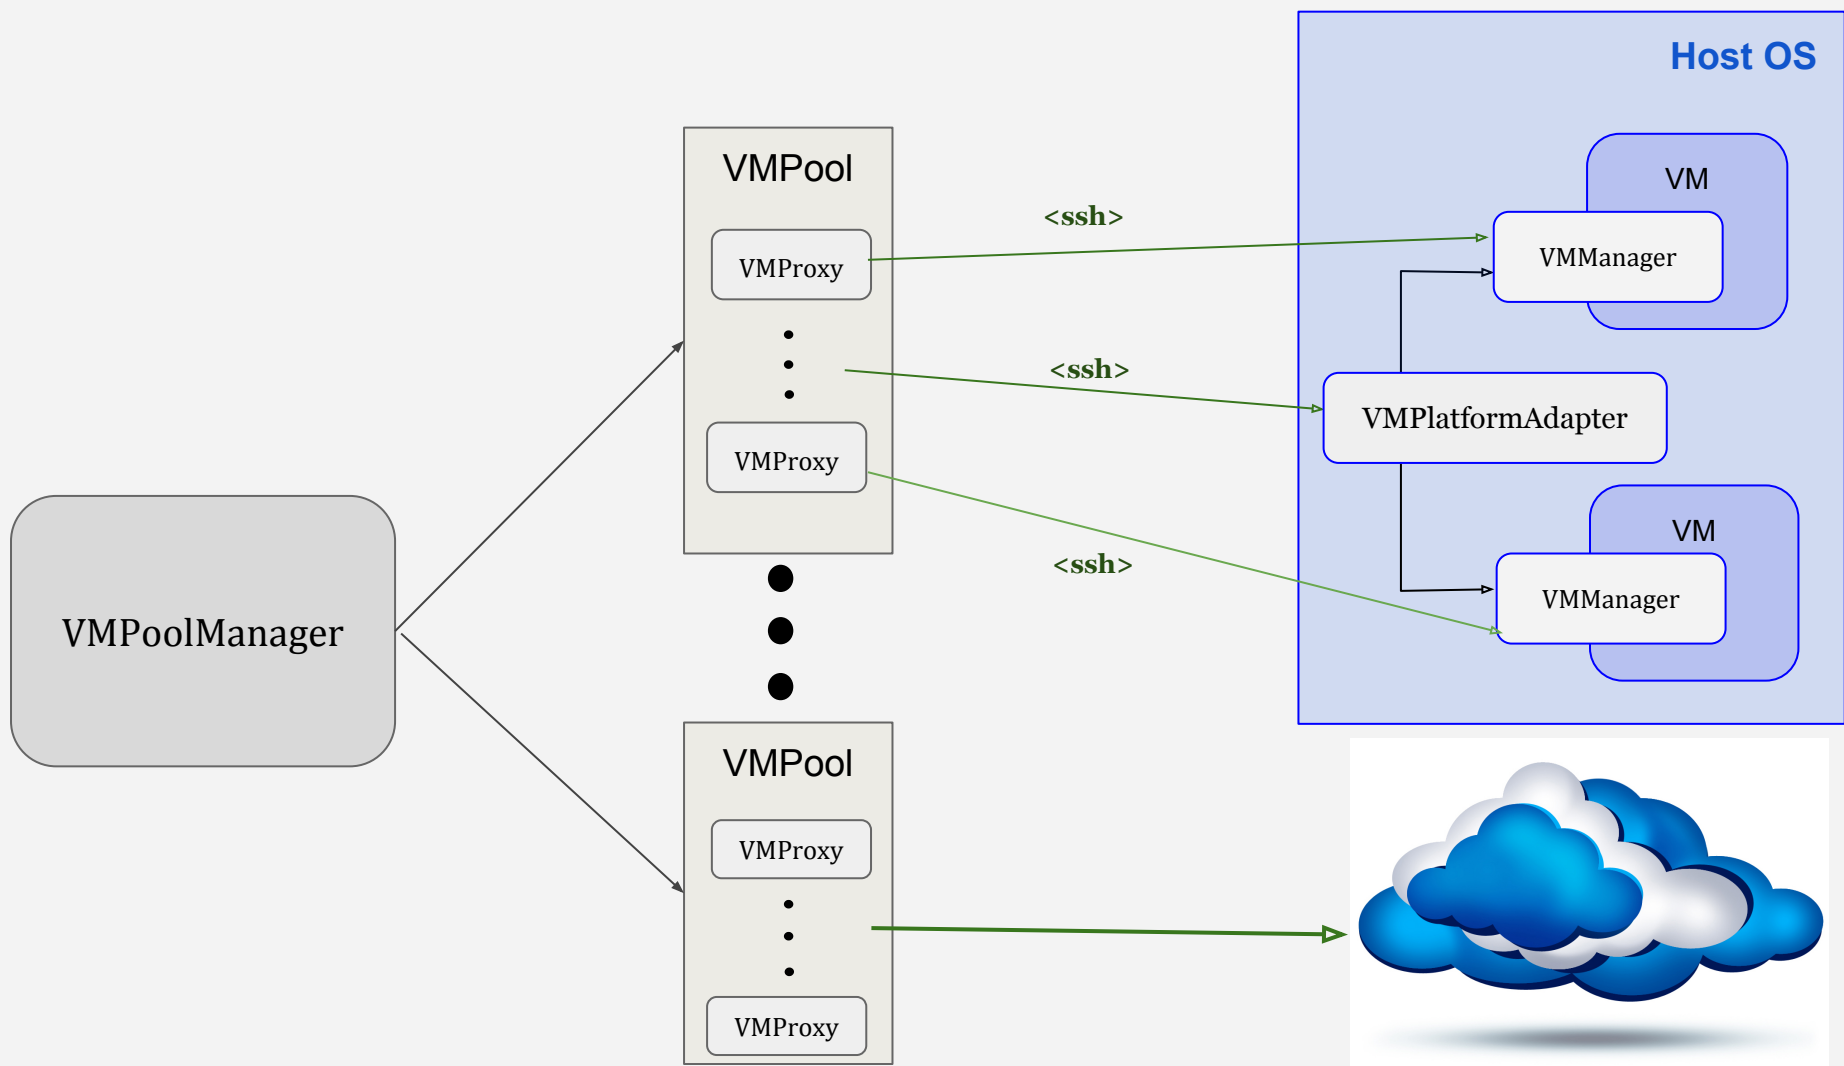 Host OS
VMPool
VM
<ssh>
VMProxy
VMManager
<ssh>
VMPlatformAdapter
VMProxy
VM
<ssh>
VMManager
VMPoolManager
VMPool
VMProxy
VMProxy